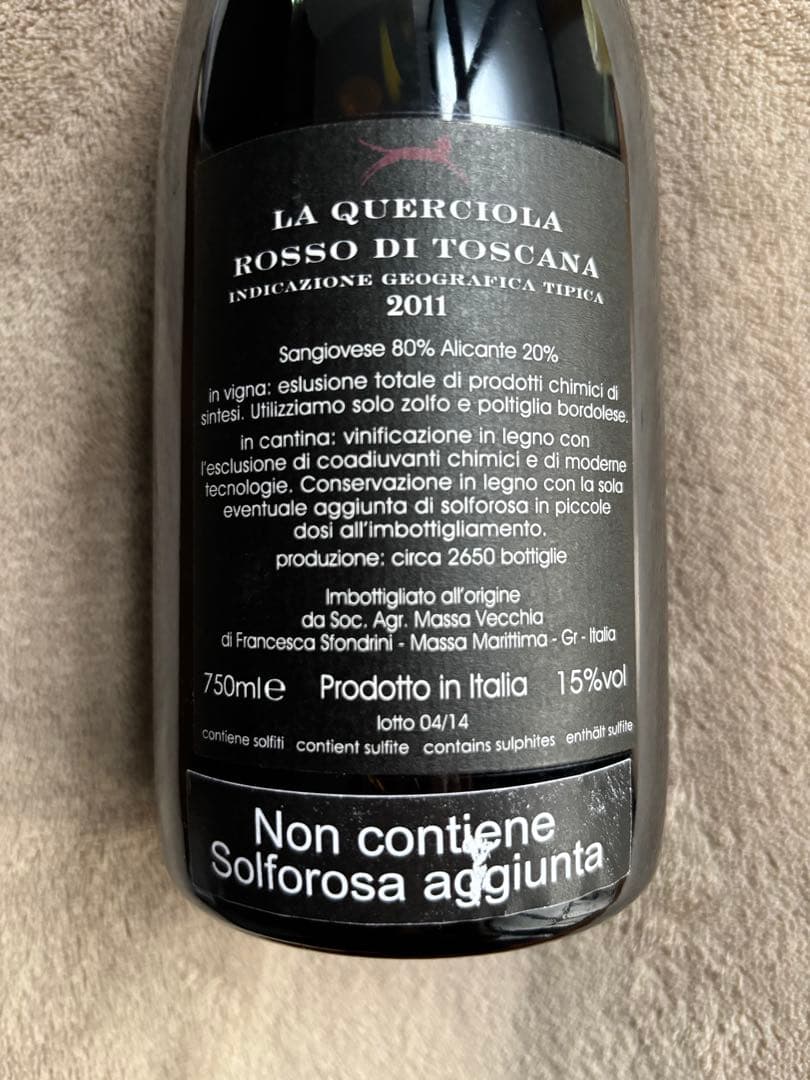 LA QUERCIOLA
ROSSO DI TOSCANA
INDICAZIONE GEOGRAFICA TIPICA
2011
Sangiovese 80% Alicante 20%
in vigna: eslusione totale di prodotti chimici di
sintesi. Utilizziamo solo zolfo e poltiglia bordolese.
in cantina: vinificazione in legno con
l'esclusione di coadiuvanti chimici e di moderne
tecnologie. Conservazione in legno con la sola
eventuale aggiunta di solforosa in piccole
dosi all'imbottigliamento.
produzione: circa 2650 bottiglie
Imbottigliato all'origine
da Soc. Agr. Massa Vecchia
di Francesca Sfondrini - Massa Marittima - Gr - Italia
750ml e Prodotto in Italia 15%vol
lotto 04/14
contiene solfiti contient sulfite contains sulphites enthält sulfite
Non contiene
Solforosa aggiunta